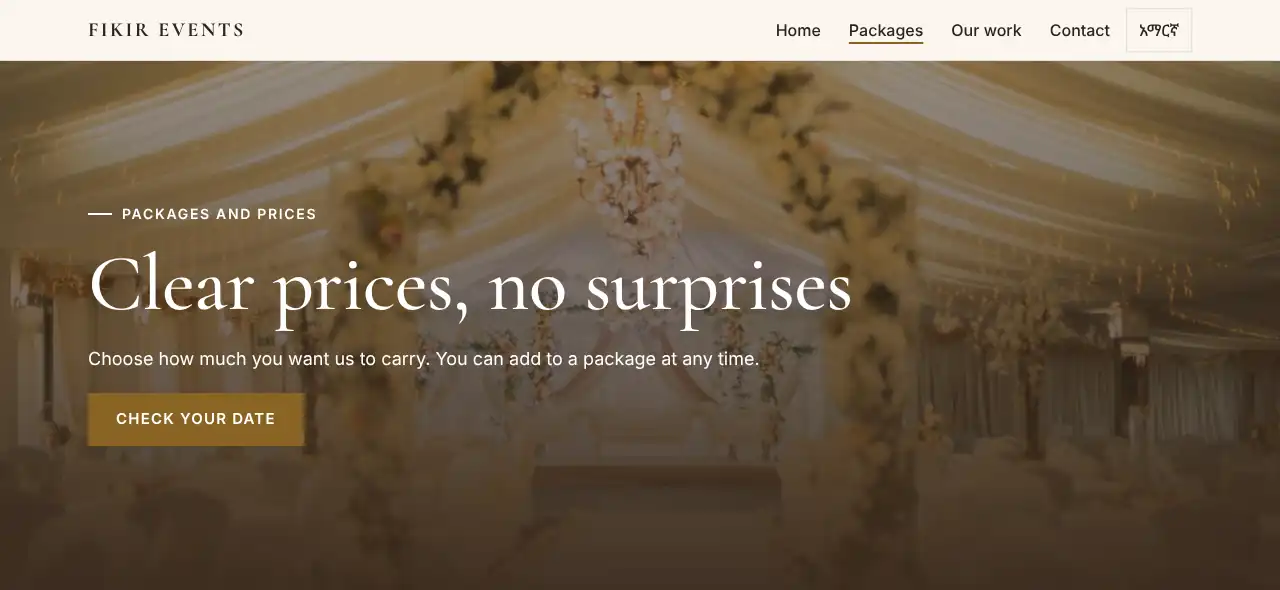 FIKIR EVENTS
Home Packages Our work Contact አማርኛ
PACKAGES AND PRICES
Clear prices, no surprises
Choose how much you want us to carry. You can add to a package at any time.
CHECK YOUR DATE